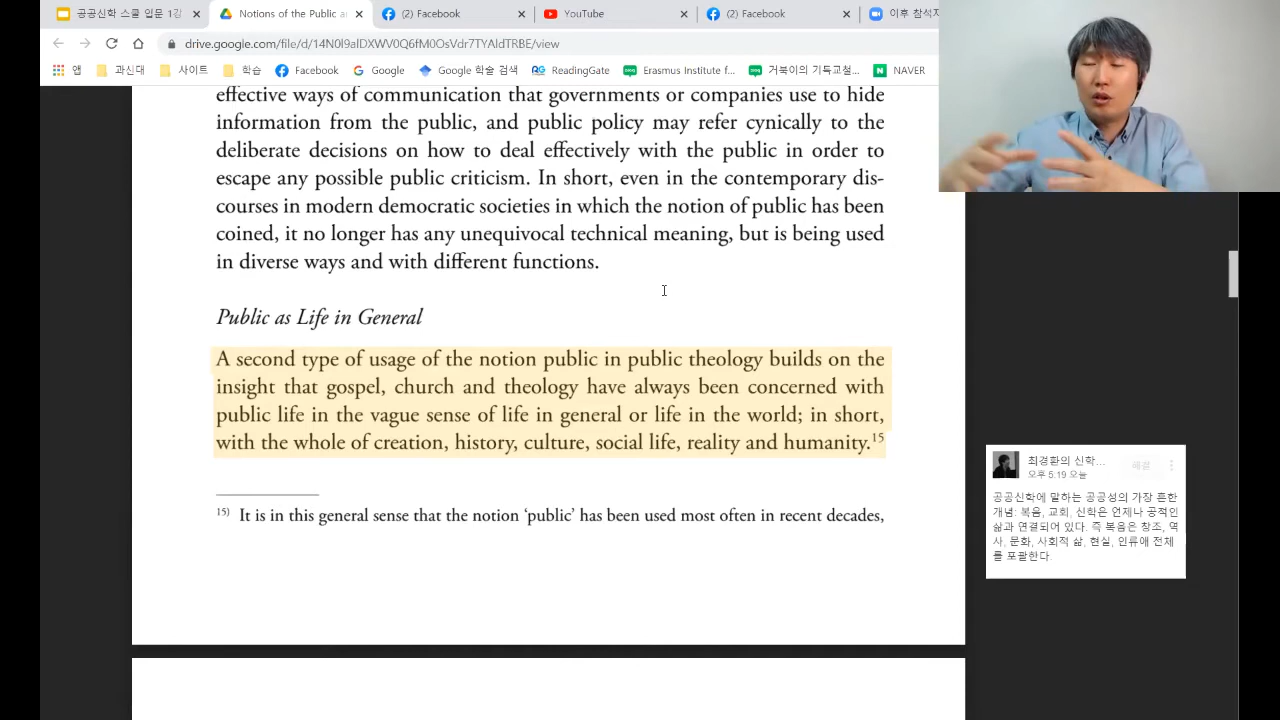 공공신학 스쿨 입문 1강
Notions of the Public a
(2) Facebook
YouTube
(2) Facebook
이후 참석자
drive.google.com/file/d/14N0l9alDXWV0Q6fM0OsVdr7TYAldTRBE/view
앱 과신대 사이트 학습 Facebook Google Google 학술 검색 ReadingGate Erasmus Institute f... 거북이의 기독교철... NAVER
effective ways of communication that governments or companies use to hide
information from the public, and public policy may refer cynically to the
deliberate decisions on how to deal effectively with the public in order to
escape any possible public criticism. In short, even in the contemporary dis-
courses in modern democratic societies in which the notion of public has been
coined, it no longer has any unequivocal technical meaning, but is being used
in diverse ways and with different functions.
Public as Life in General
A second type of usage of the notion public in public theology builds on the
insight that gospel, church and theology have always been concerned with
public life in the vague sense of life in general or life in the world; in short,
with the whole of creation, history, culture, social life, reality and humanity.15
15) It is in this general sense that the notion ‘public’ has been used most often in recent decades,
최경환의 신학...
오후 5:19 오늘
해결
공공신학에 말하는 공공성의 가장 흔한
개념: 복음, 교회, 신학은 언제나 공적인
삶과 연결되어 있다. 즉 복음은 창조, 역
사, 문화, 사회적 삶, 현실, 인류에 전체
를 포괄한다.